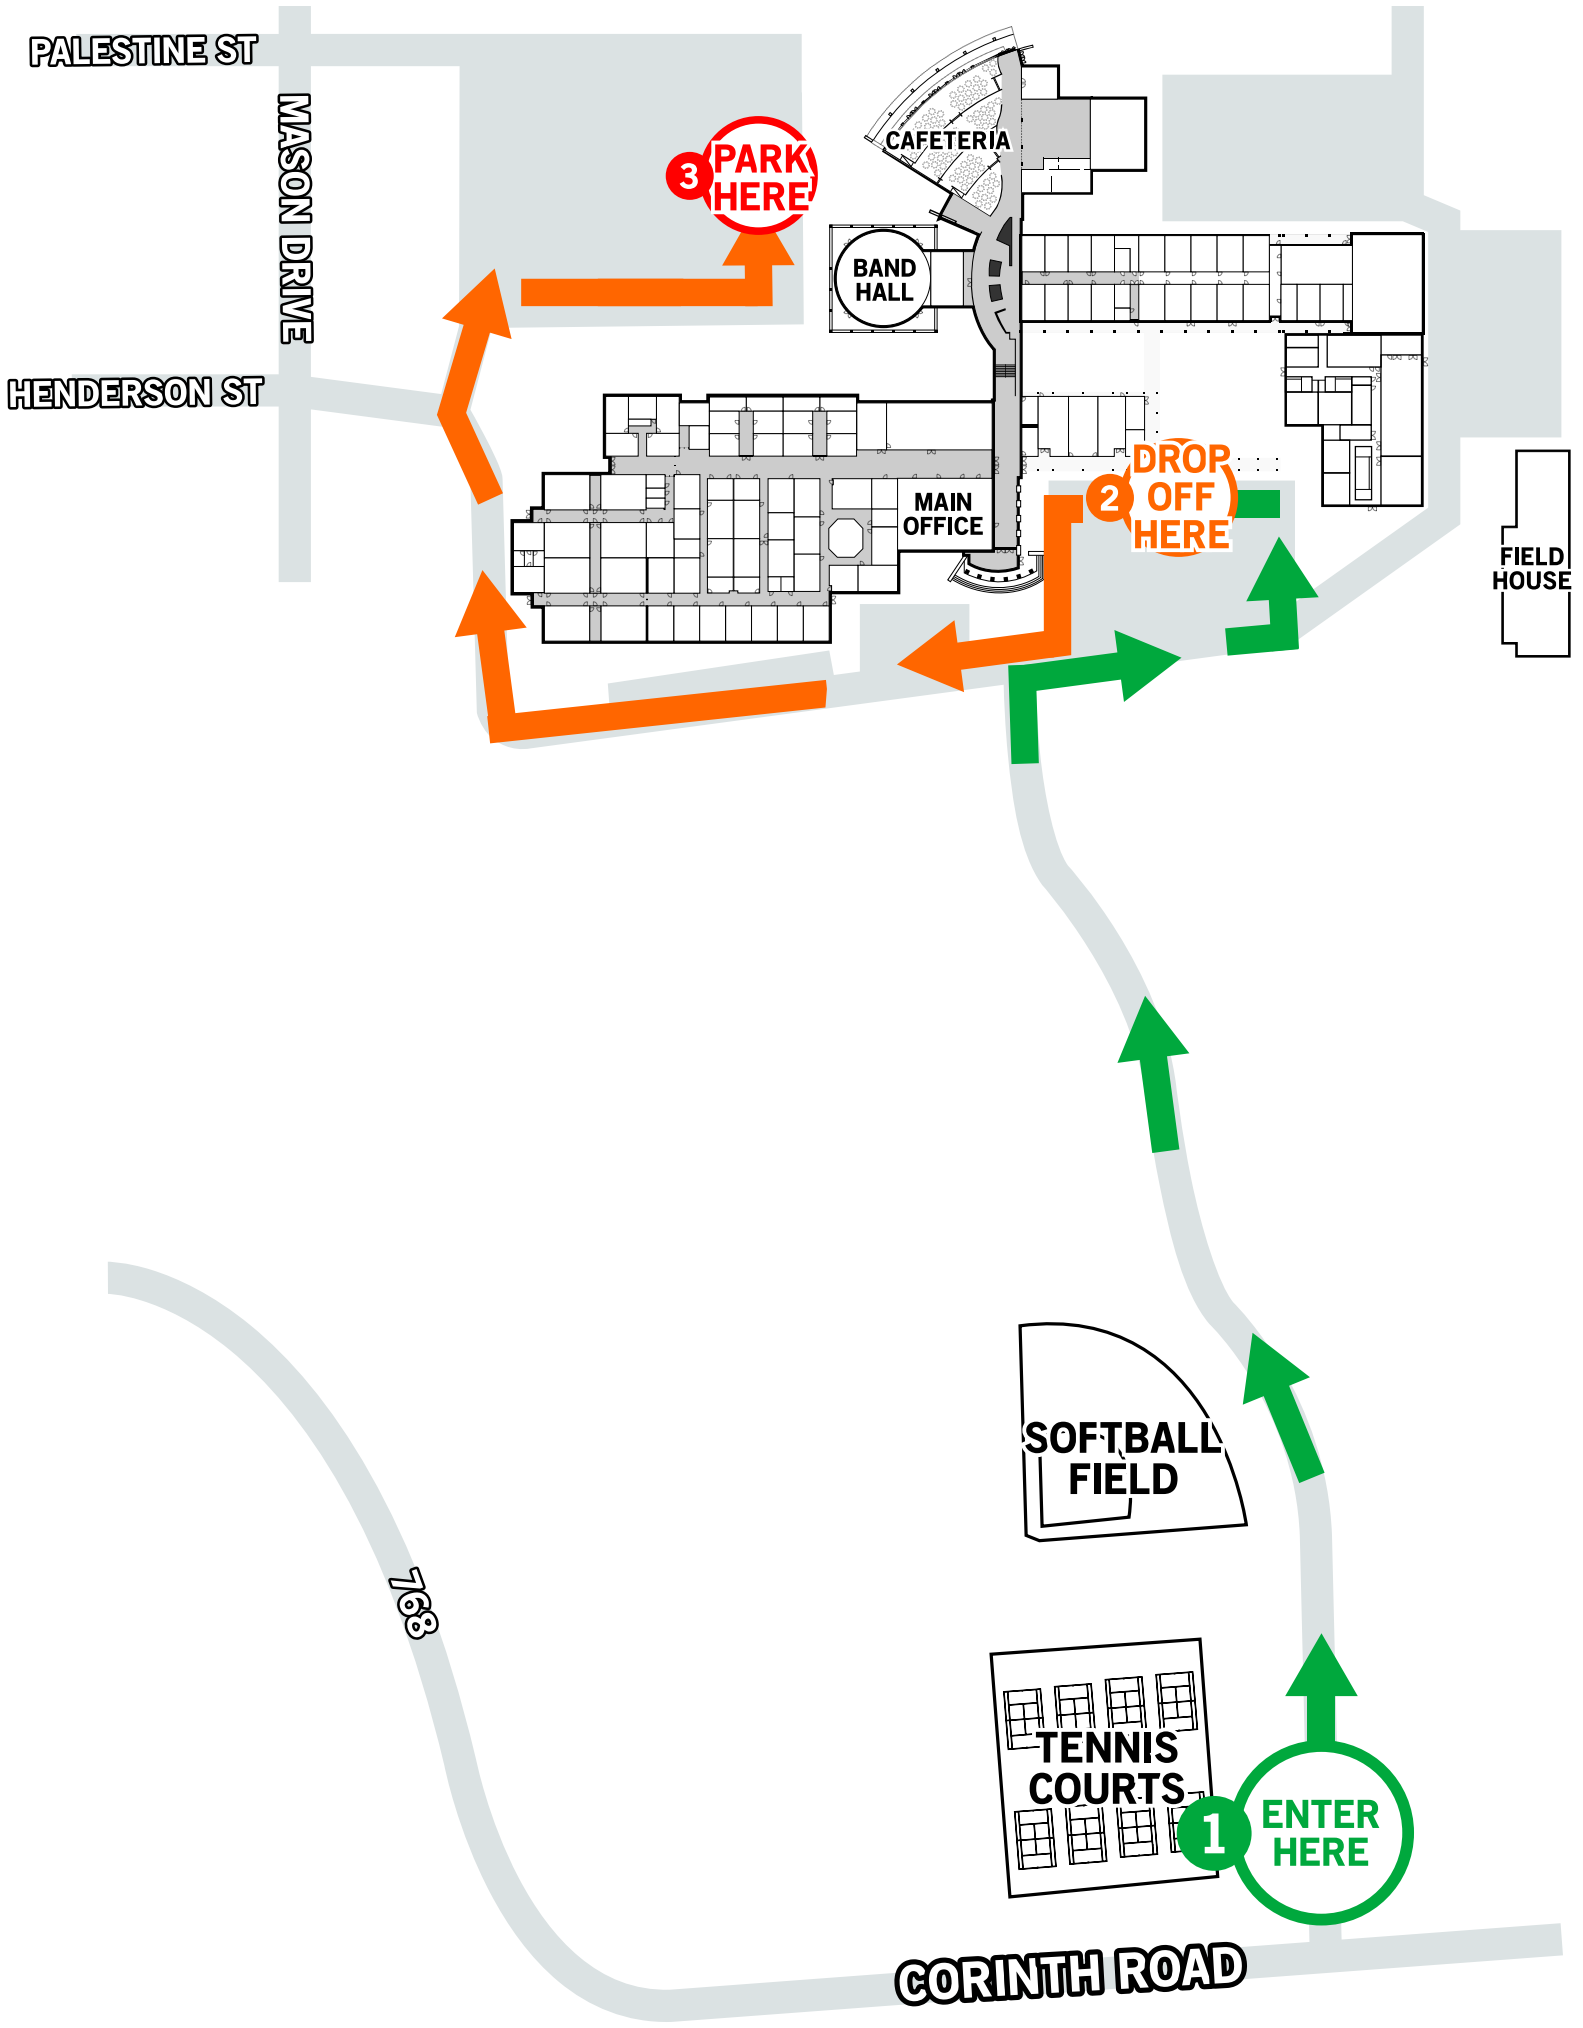 PALESTINE ST
MASON DRIVE
HENDERSON ST
3
PARK
HERE
CAFETERIA
BAND
HALL
MAIN
OFFICE
2
DROP
OFF
HERE
FIELD
HOUSE
SOFTBALL
FIELD
768
TENNIS
COURTS
1
ENTER
HERE
CORINTH ROAD